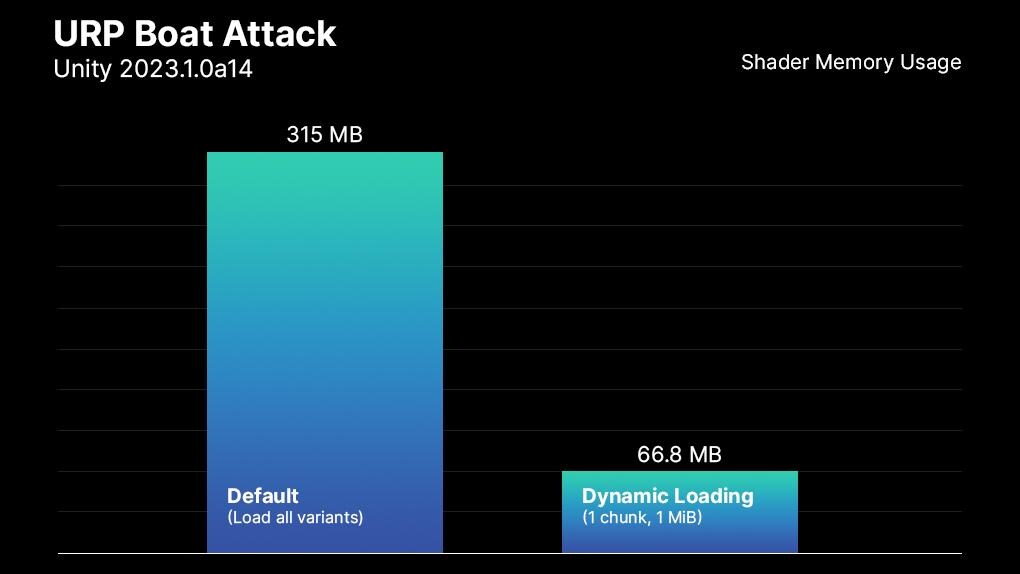 URP Boat Attack
Unity 2023.1.0a14
Shader Memory Usage
315 MB
66.8 MB
Default
(Load all variants)
Dynamic Loading
(1 chunk, 1 MiB)